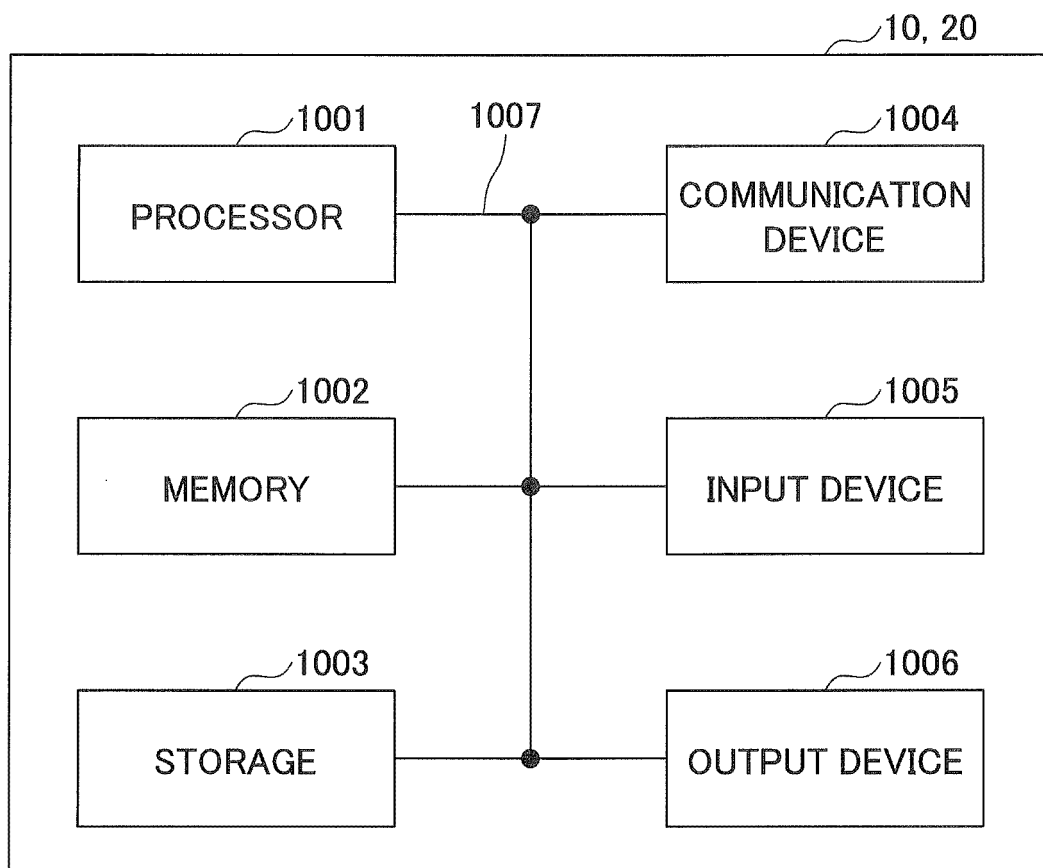 10, 20
1001
1007
1004
PROCESSOR
COMMUNICATION
DEVICE
1002
1005
MEMORY
INPUT DEVICE
1003
1006
STORAGE
OUTPUT DEVICE